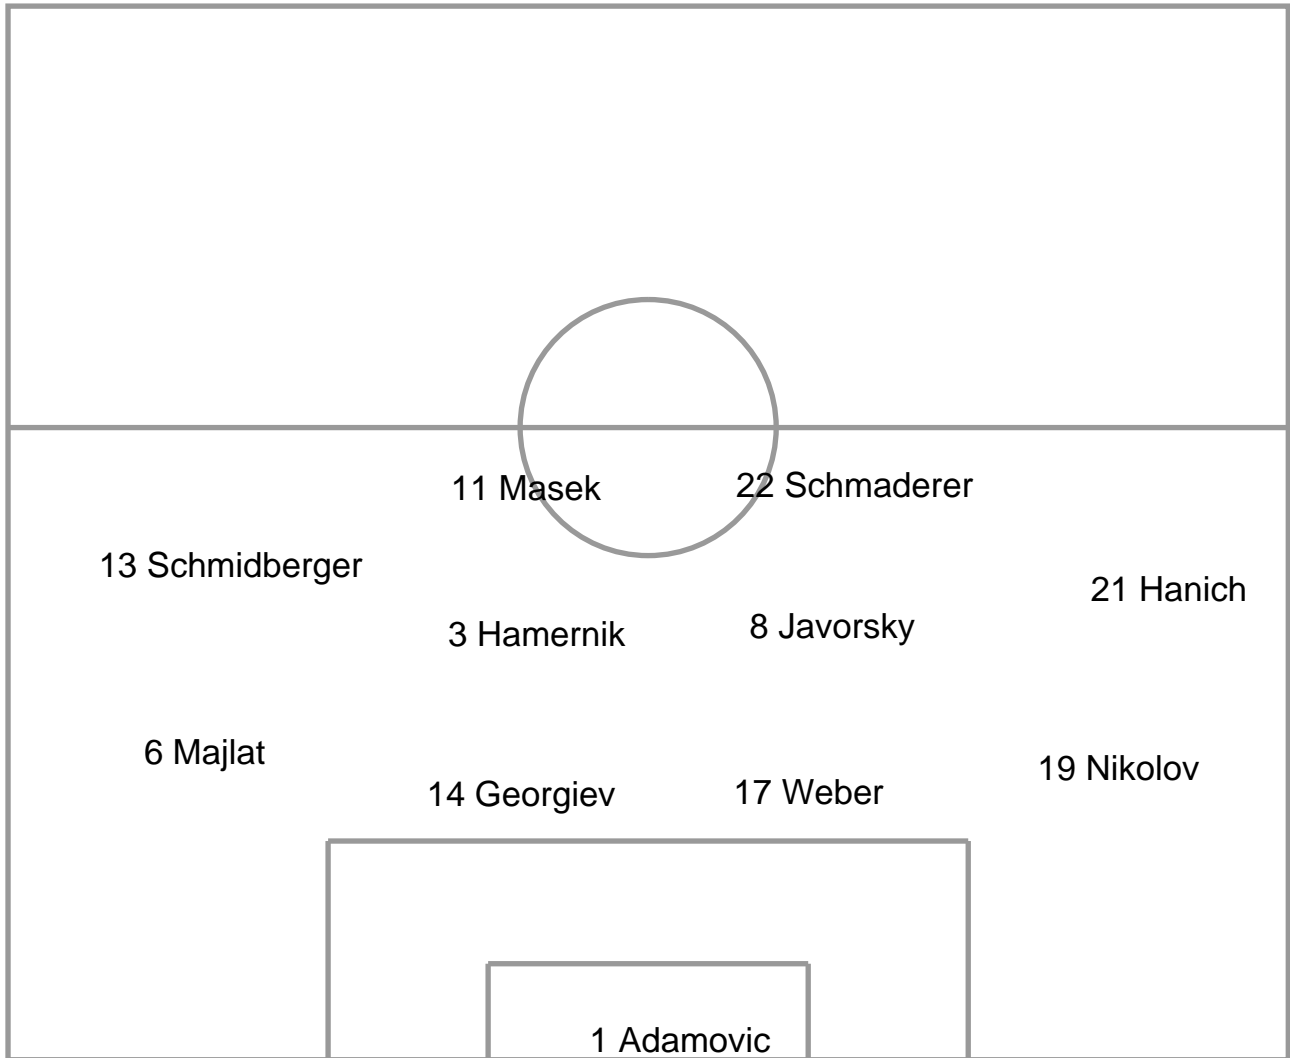 11 Masek
22 Schmaderer
13 Schmidberger
21 Hanich
3 Hamernik
8 Javorsky
6 Majlat
19 Nikolov
14 Georgiev
17 Weber
1 Adamovic